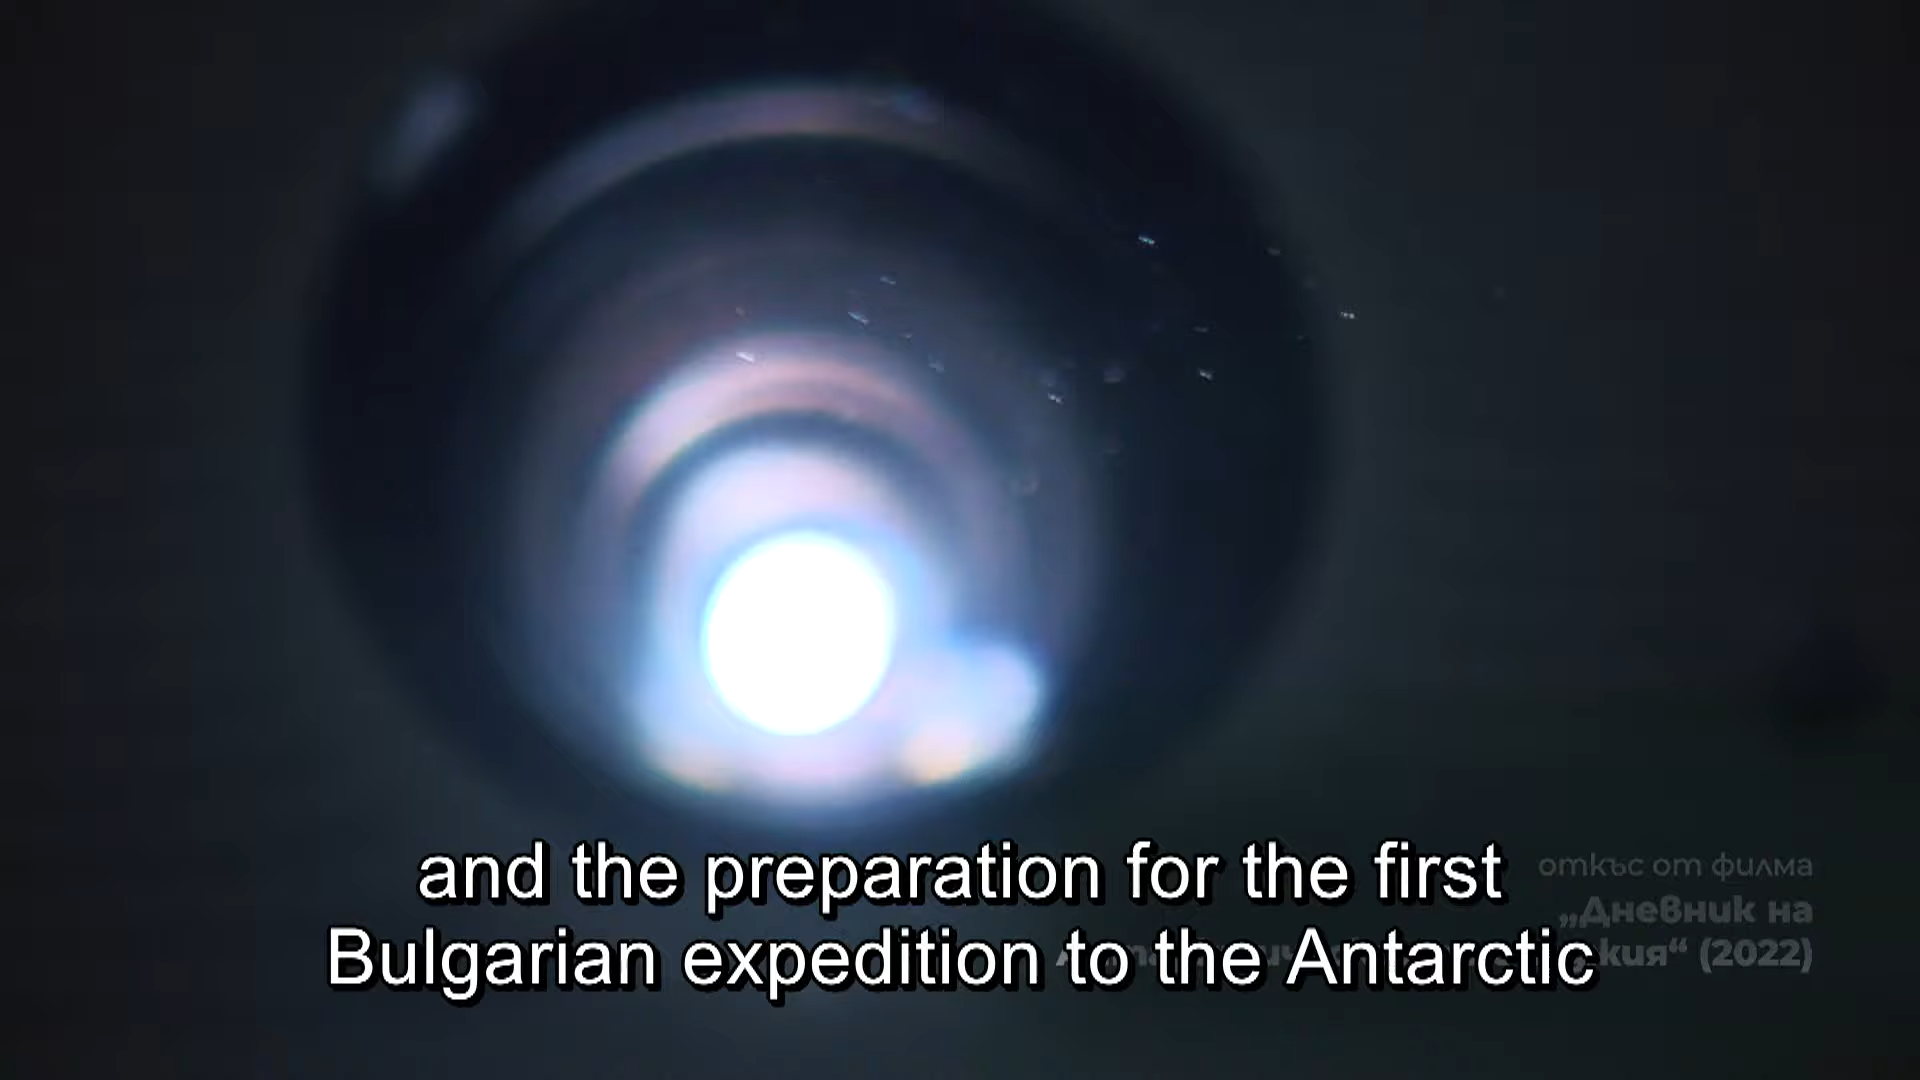 and the preparation for the first
Bulgarian expedition to the Antarctic
откъс от филма
„Дневник на
(2022)